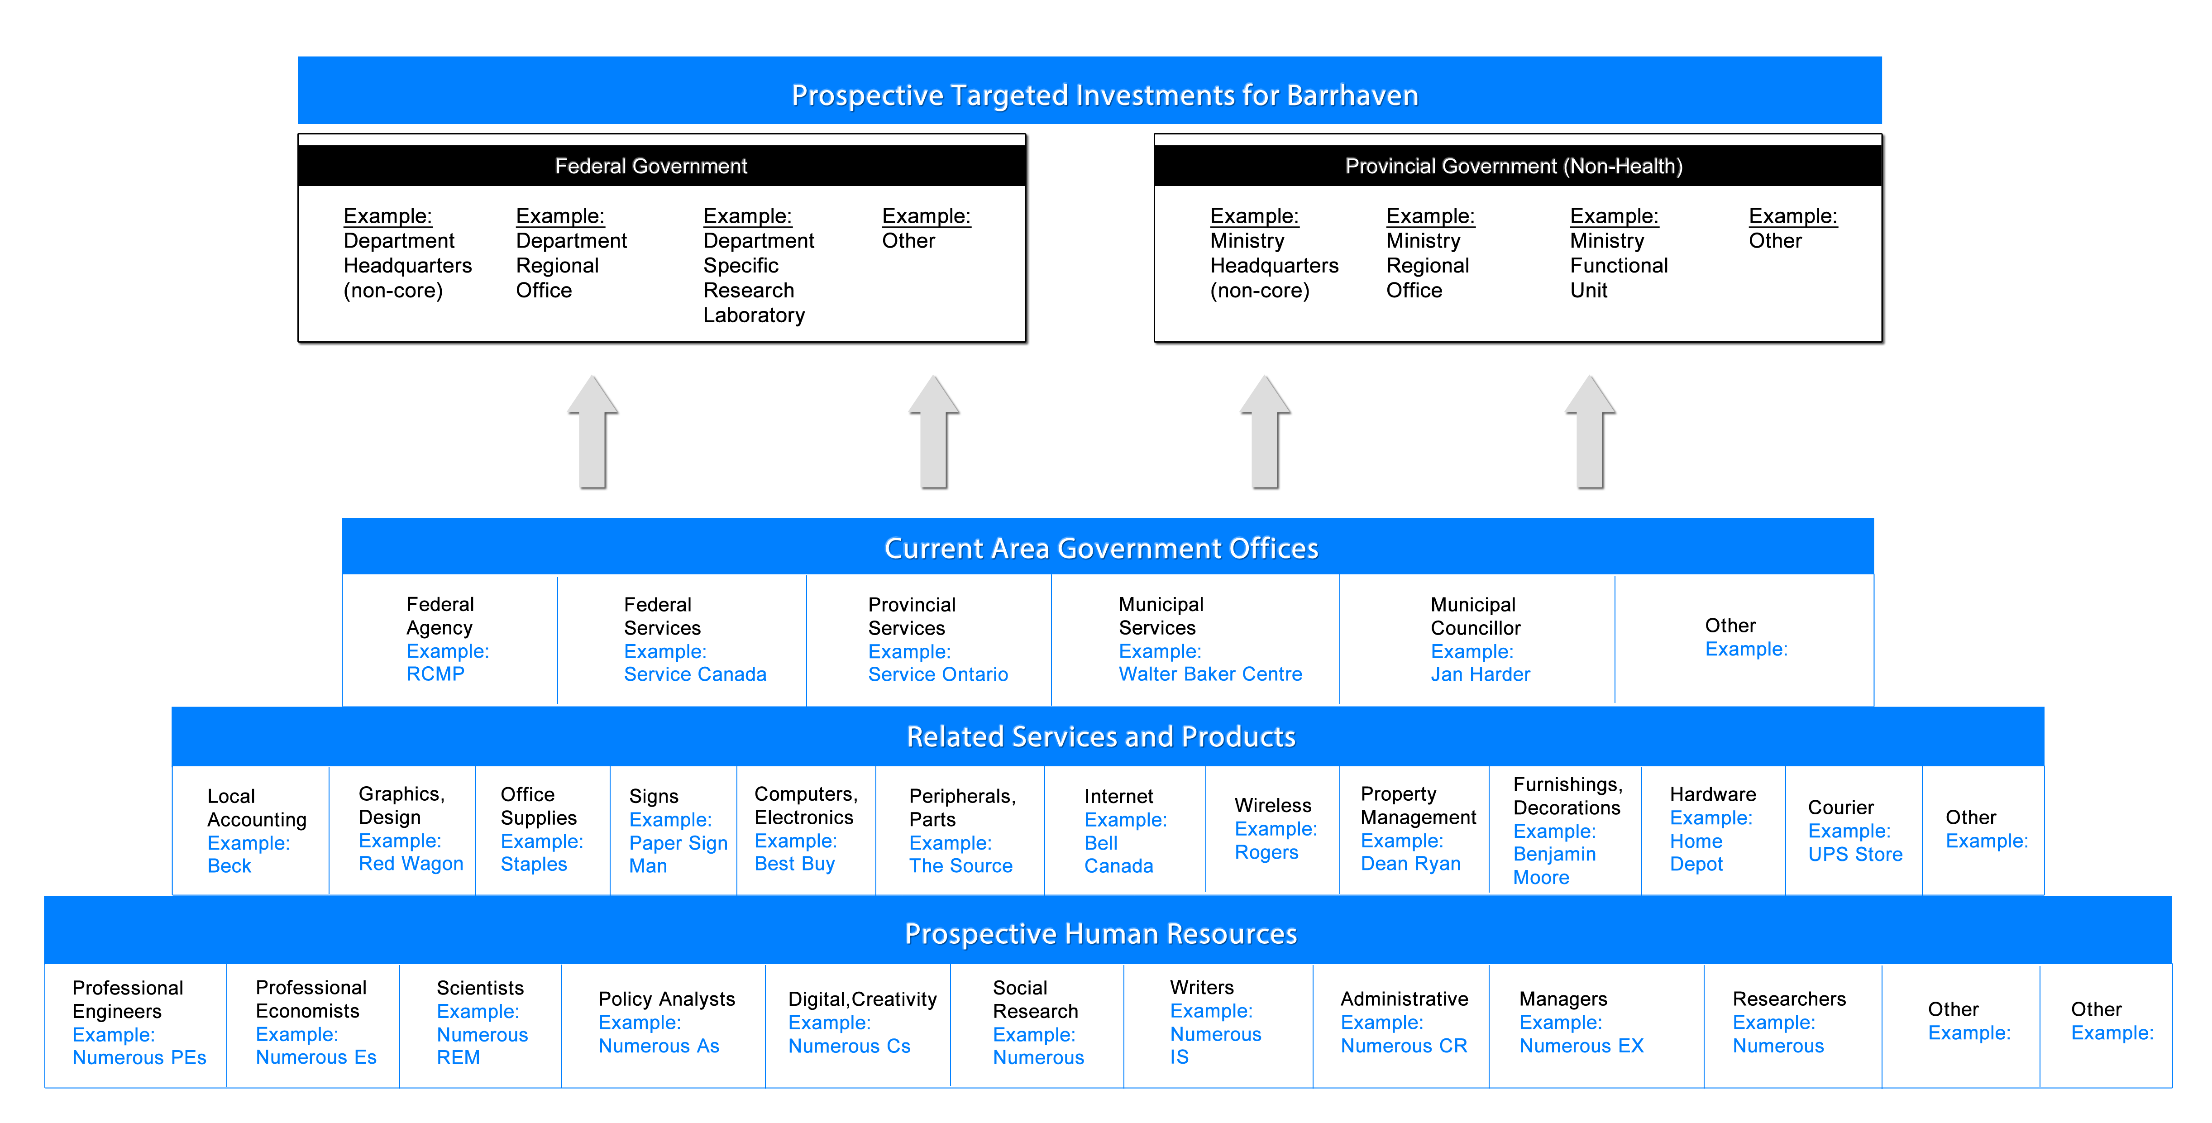 Prospective Targeted Investments for Barrhaven
Federal Government
Example:
Department
Headquarters
(non-core)
Example:
Department
Regional
Office
Example:
Department
Specific
Research
Laboratory
Example:
Other
Provincial Government (Non-Health)
Example:
Ministry
Headquarters
(non-core)
Example:
Ministry
Regional
Office
Example:
Ministry
Functional
Unit
Example:
Other
Current Area Government Offices
Federal
Agency
Example:
RCMP
Federal
Services
Example:
Service Canada
Provincial
Services
Example:
Service Ontario
Municipal
Services
Example:
Walter Baker Centre
Municipal
Councillor
Example:
Jan Harder
Other
Example:
Related Services and Products
Local
Accounting
Example:
Beck
Graphics,
Design
Example:
Red Wagon
Office
Supplies
Example:
Staples
Signs
Example:
Paper Sign
Man
Computers,
Electronics
Example:
Best Buy
Peripherals,
Parts
Example:
The Source
Internet
Example:
Bell
Canada
Wireless
Example:
Rogers
Property
Management
Example:
Dean Ryan
Furnishings,
Decorations
Example:
Benjamin
Moore
Hardware
Example:
Home
Depot
Courier
Example:
UPS Store
Other
Example:
Prospective Human Resources
Professional
Engineers
Example:
Numerous PEs
Professional
Economists
Example:
Numerous Es
Scientists
Example:
Numerous
REM
Policy Analysts
Example:
Numerous As
Digital,Creativity
Example:
Numerous Cs
Social
Research
Example:
Numerous
Writers
Example:
Numerous
IS
Administrative
Example:
Numerous CR
Managers
Example:
Numerous EX
Researchers
Example:
Numerous
Other
Example:
Other
Example: